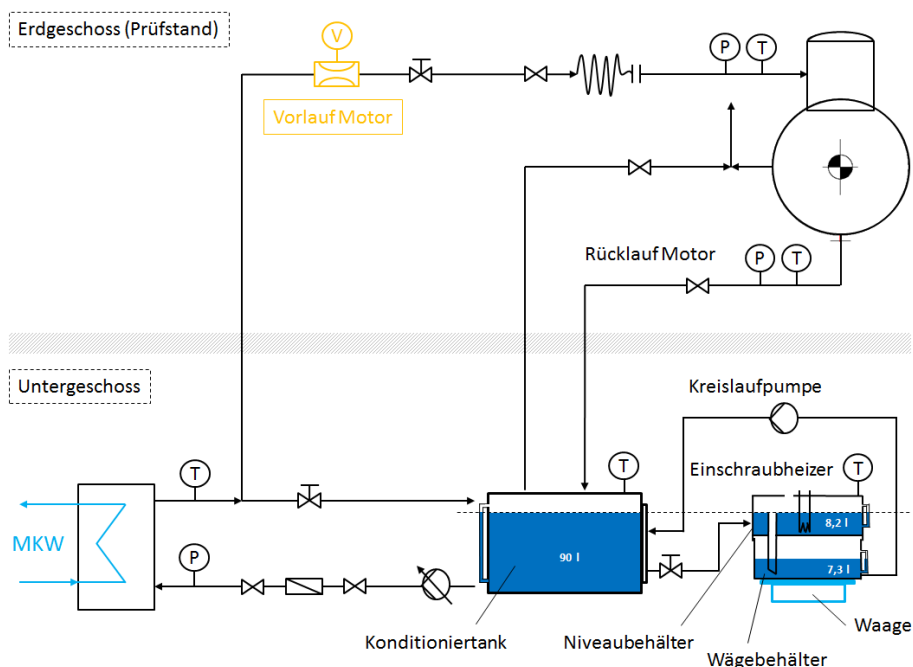 Erdgeschoss (Prüfstand)
V
P
T
Vorlauf Motor
Rücklauf Motor
P
T
Untergeschoss
Kreislaufpumpe
T
T
Einschraubheizer
T
8,2 l
MKW
P
90 l
7,3 l
Konditioniertank
Niveaubehälter
Waage
Wägebehälter